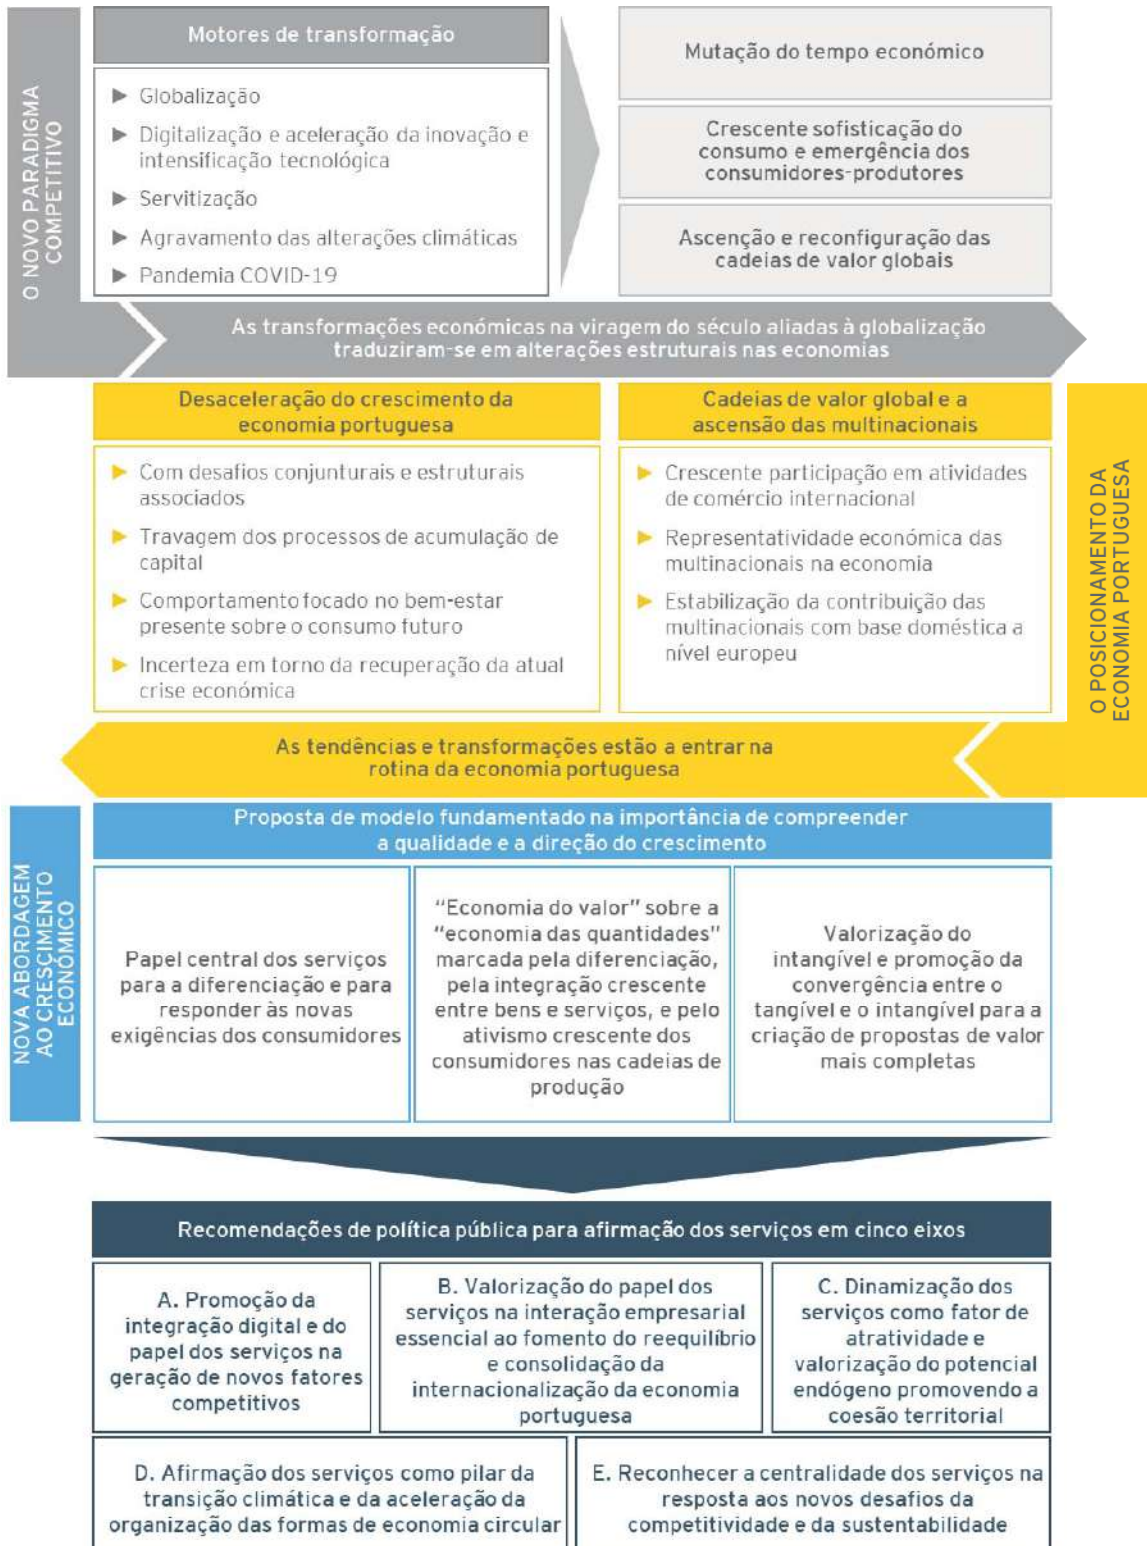 O NOVO PARADIGMA
COMPETITIVO
Motores de transformação
► Globalização
► Digitalização e aceleração da inovação e
intensificação tecnológica
► Servitização
► Agravamento das alterações climáticas
► Pandemia COVID-19
Mutação do tempo económico
Crescente sofisticação do
consumo e emergência dos
consumidores-produtores
Ascenção e reconfiguração das
cadeias de valor globais
As transformações económicas na viragem do século aliadas à globalização
traduziram-se em alterações estruturais nas economias
O POSICIONAMENTO DA
ECONOMIA PORTUGUESA
Desaceleração do crescimento da
economia portuguesa
► Com desafios conjunturais e estruturais
associados
► Travagem dos processos de acumulação de
capital
► Comportamento focado no bem-estar
presente sobre o consumo futuro
► Incerteza em torno da recuperação da atual
crise económica
Cadeias de valor global e a
ascensão das multinacionais
► Crescente participação em atividades
de comércio internacional
► Representatividade económica das
multinacionais na economia
► Estabilização da contribuição das
multinacionais com base doméstica a
nível europeu
As tendências e transformações estão a entrar na
rotina da economia portuguesa
NOVA ABORDAGEM
AO CRESCIMENTO
ECONÓMICO
Proposta de modelo fundamentado na importância de compreender
a qualidade e a direção do crescimento
Papel central dos serviços
para a diferenciação e para
responder às novas
exigências dos consumidores
"Economia do valor" sobre a
"economia das quantidades"
marcada pela diferenciação,
pela integração crescente
entre bens e serviços, e pelo
ativismo crescente dos
consumidores nas cadeias de
produção
Valorização do
intangível e promoção da
convergência entre o
tangível e o intangível para a
criação de propostas de valor
mais completas
Recomendações de política pública para afirmação dos serviços em cinco eixos
A. Promoção da
integração digital e do
papel dos serviços na
geração de novos fatores
competitivos
B. Valorização do papel dos
serviços na interação empresarial
essencial ao fomento do reequilíbrio
e consolidação da
internacionalização da economia
portuguesa
C. Dinamização dos
serviços como fator de
atratividade e
valorização do potencial
endógeno promovendo a
coesão territorial
D. Afirmação dos serviços como pilar da
transição climática e da aceleração da
organização das formas de economia circular
E. Reconhecer a centralidade dos serviços na
resposta aos novos desafios da
competitividade e da sustentabilidade